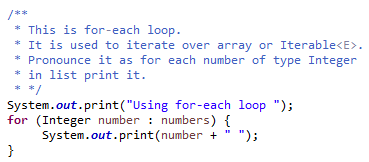 /**
 * This is for-each loop.
 * It is used to iterate over array or Iterable<E>.
 * Pronounce it as for each number of type Integer
 * in list print it.
 * */
System.out.print("Using for-each loop ");
for (Integer number : numbers) {
     System.out.print(number + " ");
}